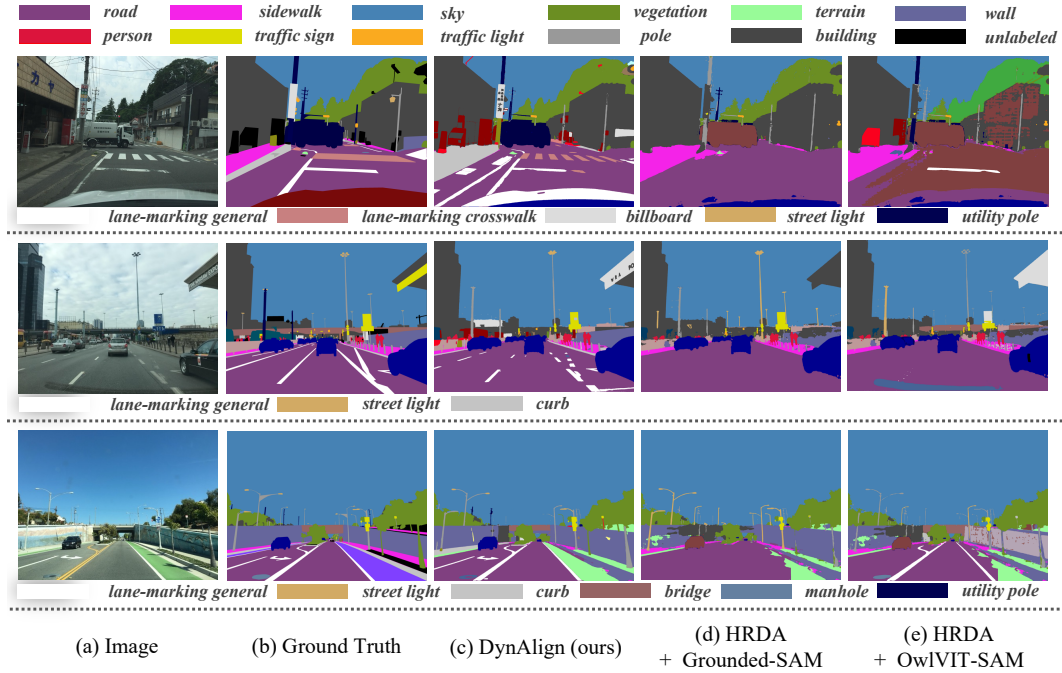 road sidewalk sky vegetation terrain wall
person traffic sign traffic light pole building unlabeled
カ ヤ
lane-marking general lane-marking crosswalk billboard street light utility pole
lane-marking general street light curb
lane-marking general street light curb bridge manhole utility pole
(a) Image (b) Ground Truth (c) DynAlign (ours) (d) HRDA (e) HRDA
+ Grounded-SAM + OwlVIT-SAM